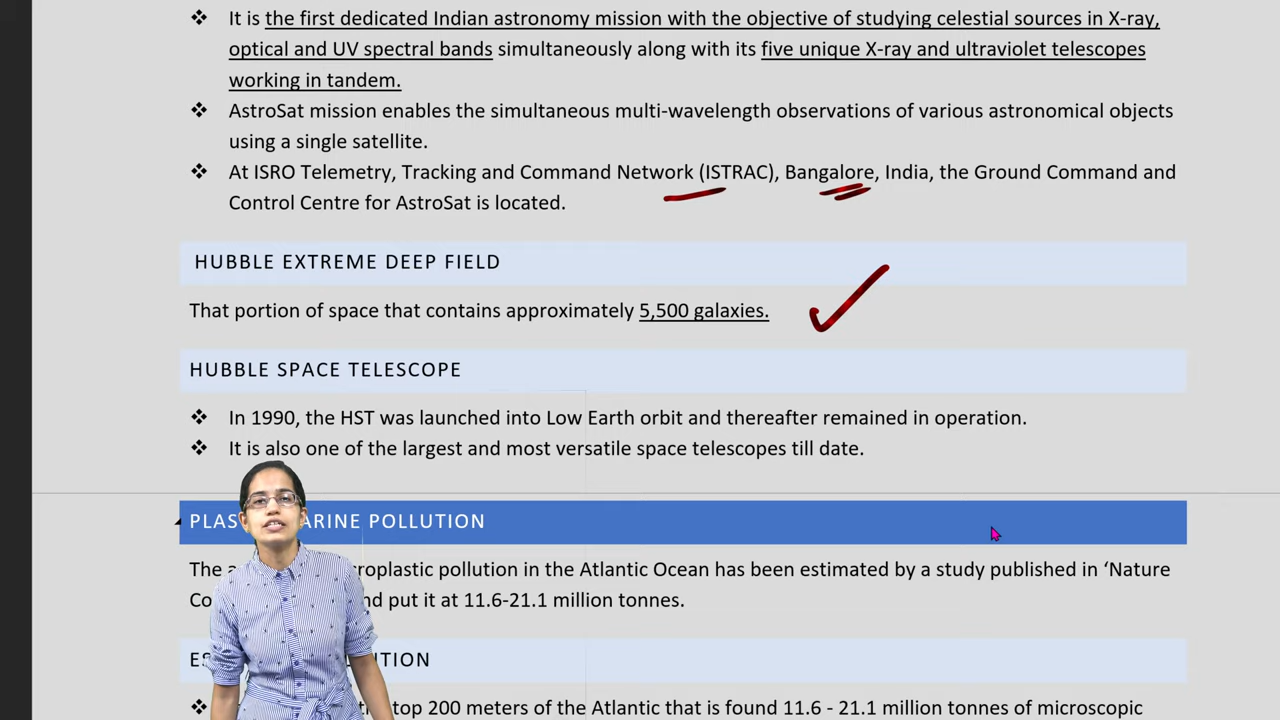 ❖ It is the first dedicated Indian astronomy mission with the objective of studying celestial sources in X-ray,
optical and UV spectral bands simultaneously along with its five unique X-ray and ultraviolet telescopes
working in tandem.
❖ AstroSat mission enables the simultaneous multi-wavelength observations of various astronomical objects
using a single satellite.
❖ At ISRO Telemetry, Tracking and Command Network (ISTRAC), Bangalore, India, the Ground Command and
Control Centre for AstroSat is located.
HUBBLE EXTREME DEEP FIELD
That portion of space that contains approximately 5,500 galaxies.
HUBBLE SPACE TELESCOPE
❖ In 1990, the HST was launched into Low Earth orbit and thereafter remained in operation.
❖ It is also one of the largest and most versatile space telescopes till date.
POLLUTION
The pollution in the Atlantic Ocean has been estimated by a study published in ‘Nature
put it at 11.6-21.1 million tonnes.
top 200 meters of the Atlantic that is found 11.6 - 21.1 million tonnes of microscopic